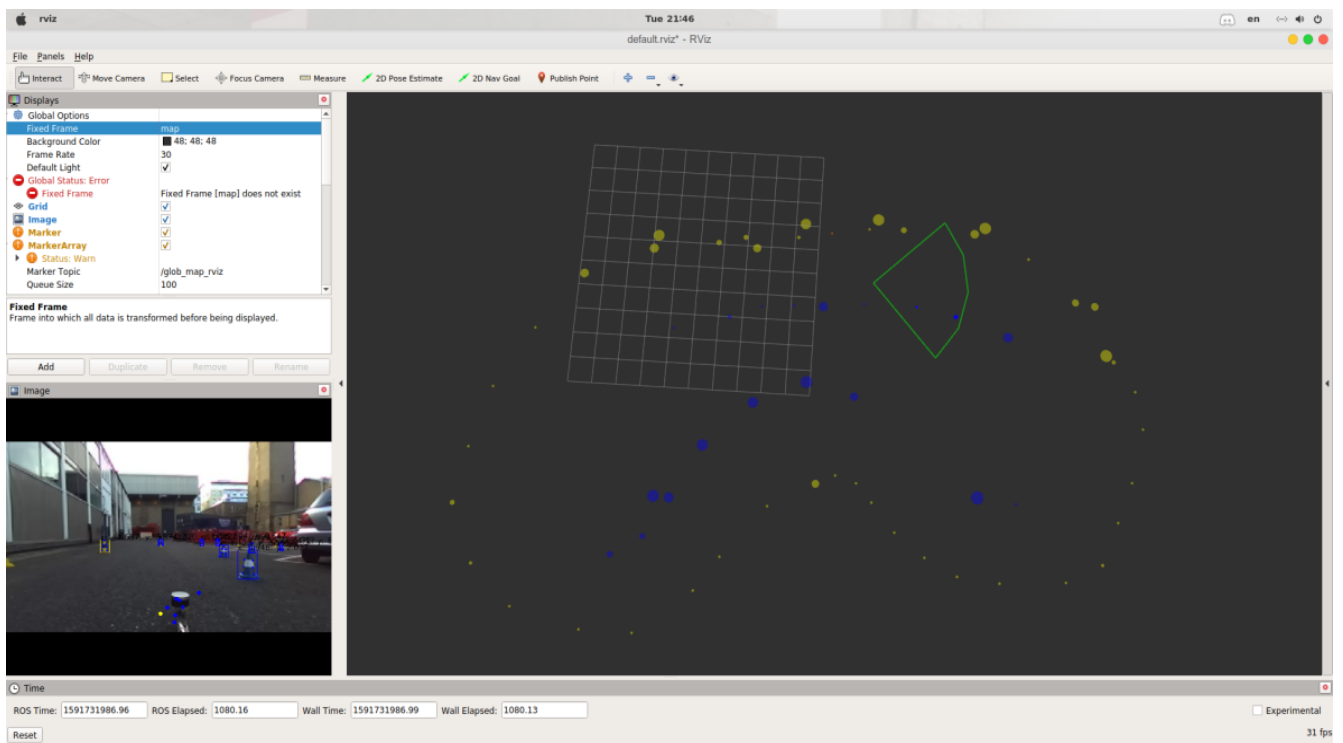 rviz Tue 21:46 en
default.rviz* - RViz
File Panels Help
Interact Move Camera Select Focus Camera Measure 2D Pose Estimate 2D Nav Goal Publish Point
Displays
Global Options
Fixed Frame map
Background Color 48; 48; 48
Frame Rate 30
Default Light
Global Status: Error
Fixed Frame Fixed Frame [map] does not exist
Grid
Image
Marker
MarkerArray
Status: Warn
Marker Topic /glob_map_rviz
Queue Size 100
Fixed Frame
Frame into which all data is transformed before being displayed.
Add Duplicate Remove Rename
Image
Time
ROS Time: 1591731986.96 ROS Elapsed: 1080.16 Wall Time: 1591731986.99 Wall Elapsed: 1080.13 Experimental
Reset 31 fps